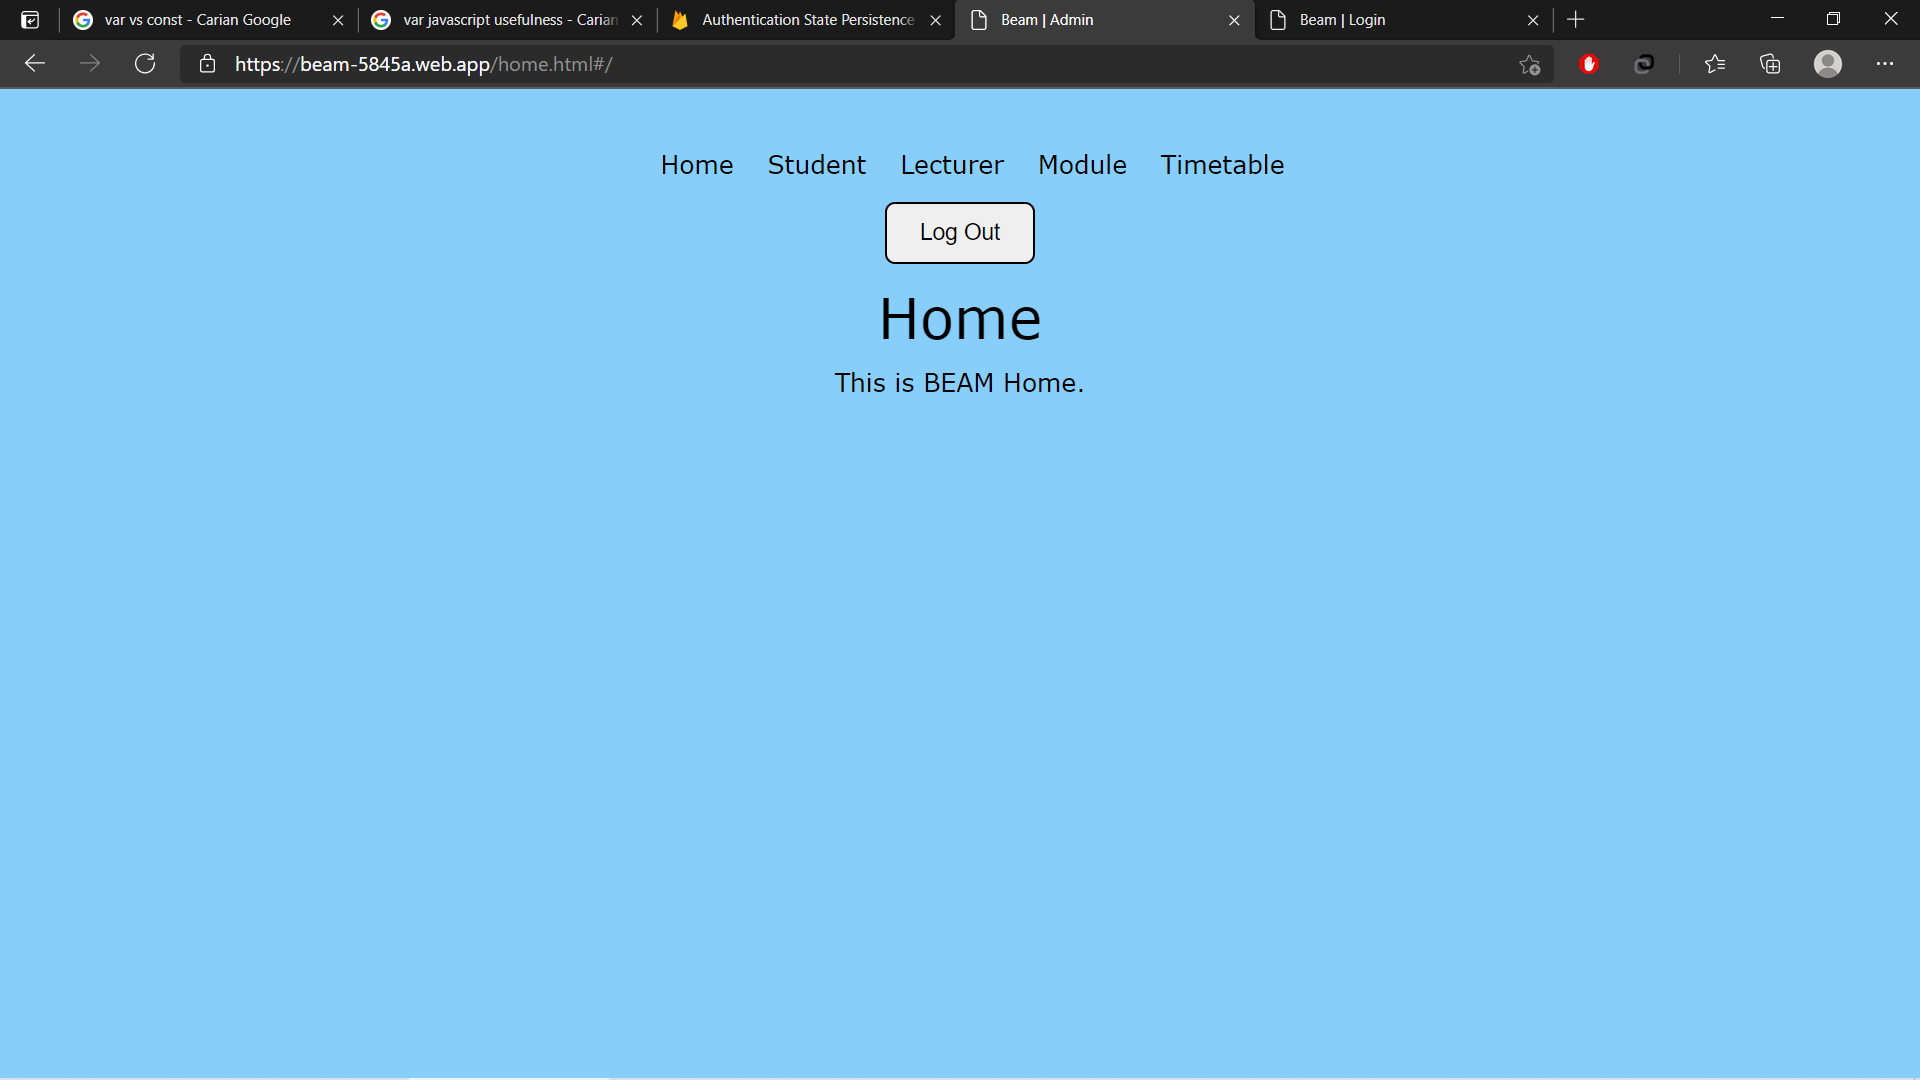 var vs const - Carian Google
var javascript usefulness - Carian
Authentication State Persistence
Beam | Admin
Beam | Login
https://beam-5845a.web.app/home.html#/
Home Student Lecturer Module Timetable
Log Out
Home
This is BEAM Home.